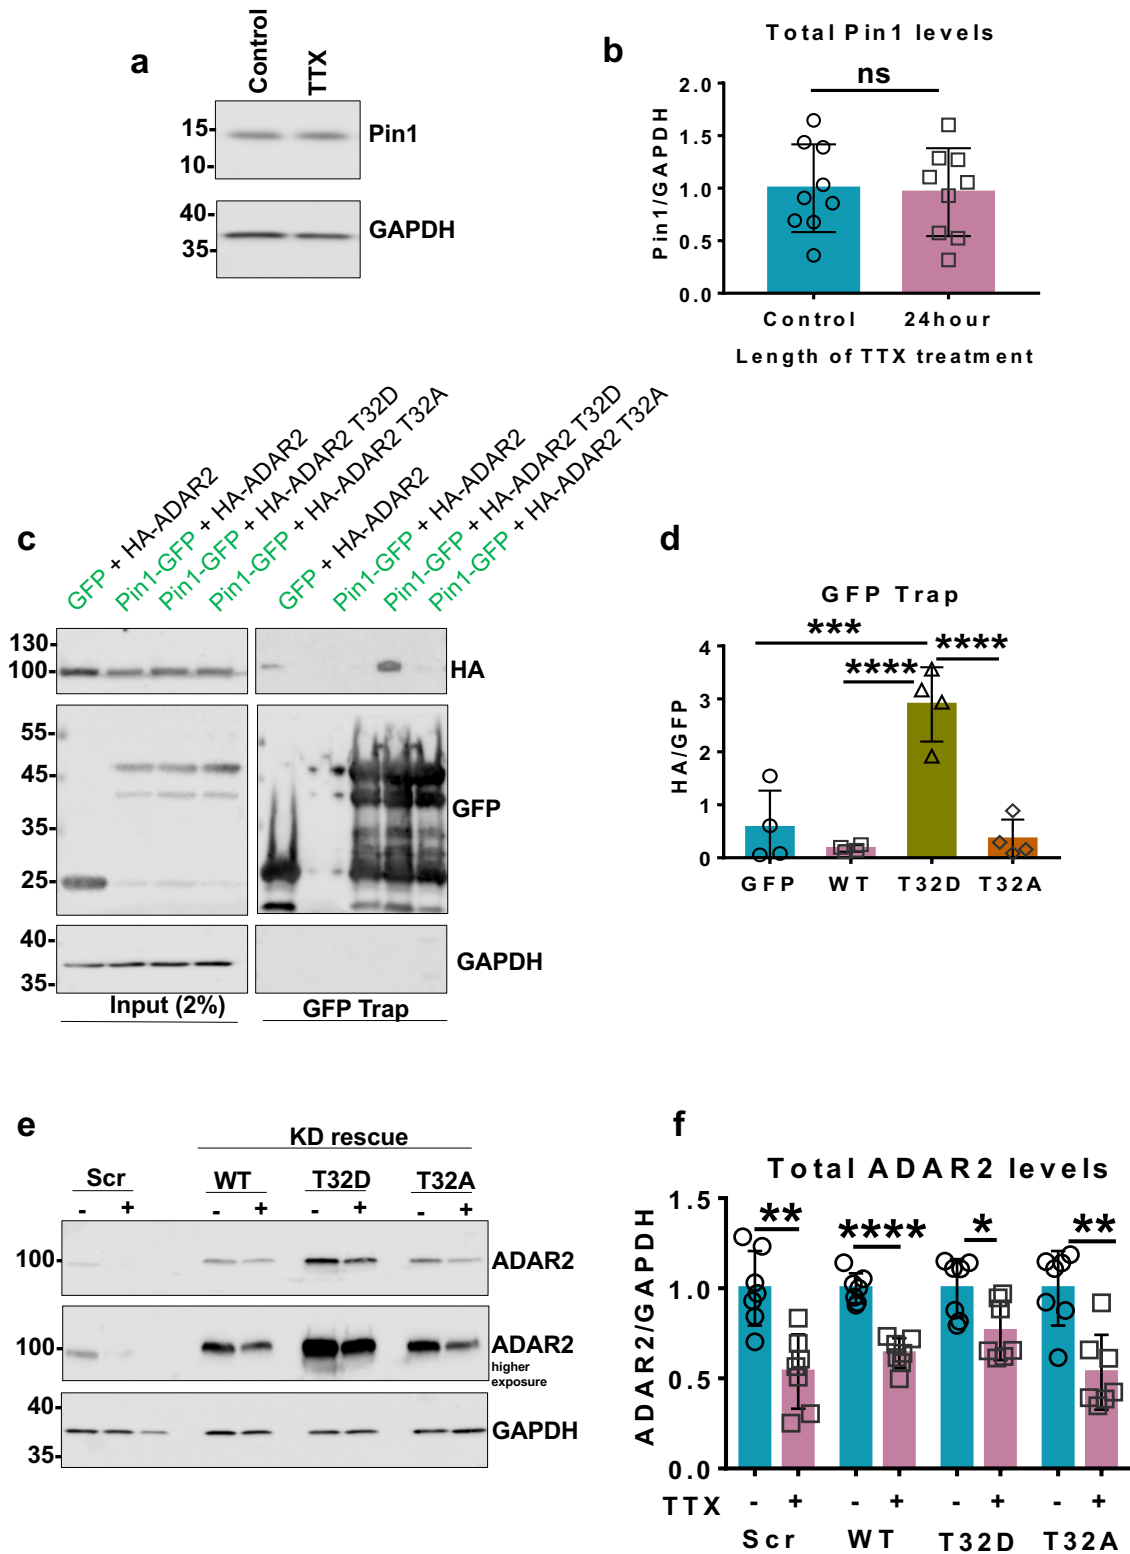 a
Control
TTX
15-
10-
Pin1
40-
35-
GAPDH
b
Total Pin1 levels
ns
2.0
1.5
1.0
0.5
0.0
Pin1/GAPDH
Control
24hour
Length of TTX treatment
c
GFP + HA-ADAR2
Pin1-GFP + HA-ADAR2
Pin1-GFP + HA-ADAR2 T32D
Pin1-GFP + HA-ADAR2 T32A
GFP + HA-ADAR2
Pin1-GFP + HA-ADAR2
Pin1-GFP + HA-ADAR2 T32D
Pin1-GFP + HA-ADAR2 T32A
130-
100-
HA
55-
45-
35-
25-
GFP
40-
35-
GAPDH
Input (2%)
GFP Trap
d
GFP Trap
***
****
****
4
3
2
1
0
HA/GFP
GFP
WT
T32D
T32A
e
KD rescue
Scr
WT
T32D
T32A
- + - + - + - +
100-
ADAR2
100-
ADAR2
higher
exposure
40-
35-
GAPDH
f
Total ADAR2 levels
**
****
*
**
1.5
1.0
0.5
0.0
ADAR2/GAPDH
TTX - + - + - + - +
Scr
WT
T32D
T32A